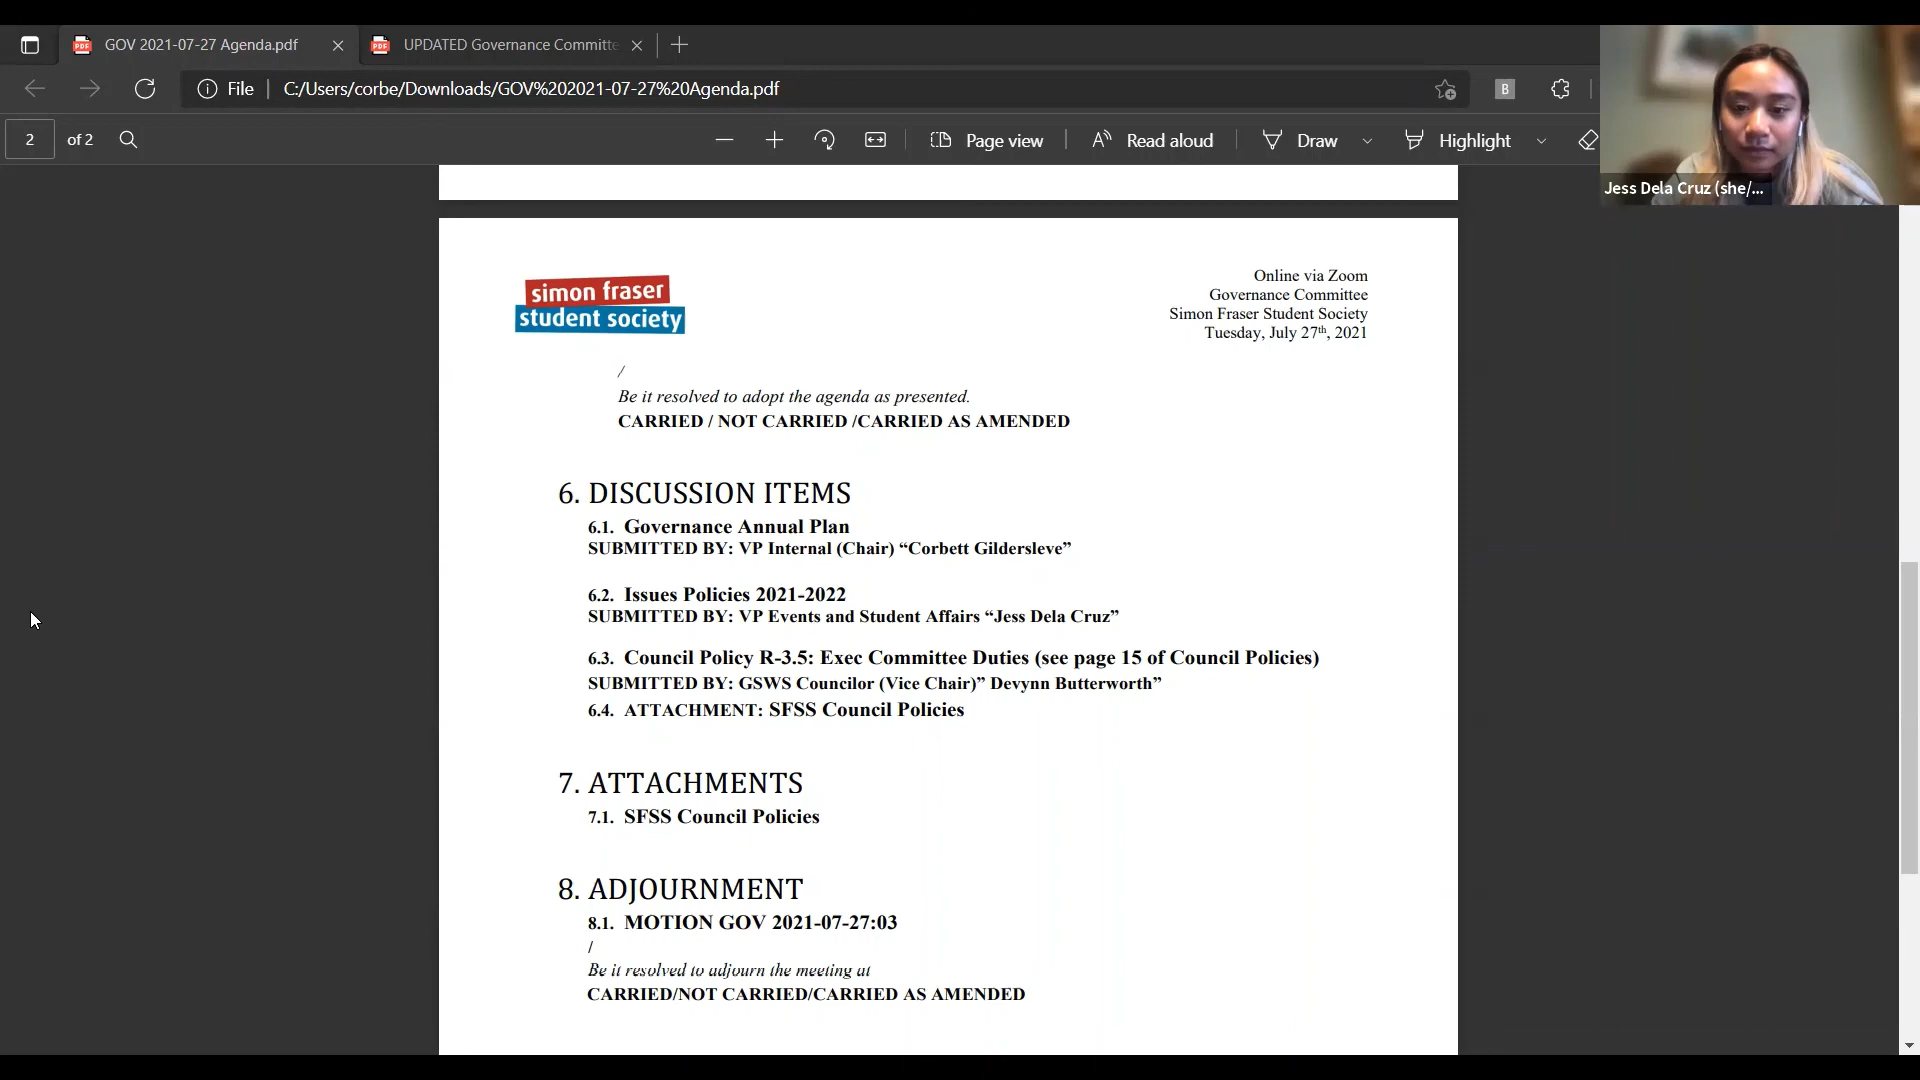 GOV 2021-07-27 Agenda.pdf
UPDATED Governance Committe
File
C:/Users/corbe/Downloads/GOV%202021-07-27%20Agenda.pdf
B
2 of 2
Page view
Read aloud
Draw
Highlight
Jess Dela Cruz (she/...
simon fraser
student society
Online via Zoom
Governance Committee
Simon Fraser Student Society
Tuesday, July 27th, 2021
/
Be it resolved to adopt the agenda as presented.
CARRIED / NOT CARRIED /CARRIED AS AMENDED
6. DISCUSSION ITEMS
6.1. Governance Annual Plan
SUBMITTED BY: VP Internal (Chair) “Corbett Gildersleve”
6.2. Issues Policies 2021-2022
SUBMITTED BY: VP Events and Student Affairs “Jess Dela Cruz”
6.3. Council Policy R-3.5: Exec Committee Duties (see page 15 of Council Policies)
SUBMITTED BY: GSWS Councilor (Vice Chair)” Devynn Butterworth”
6.4. ATTACHMENT: SFSS Council Policies
7. ATTACHMENTS
7.1. SFSS Council Policies
8. ADJOURNMENT
8.1. MOTION GOV 2021-07-27:03
/
Be it resolved to adjourn the meeting at
CARRIED/NOT CARRIED/CARRIED AS AMENDED